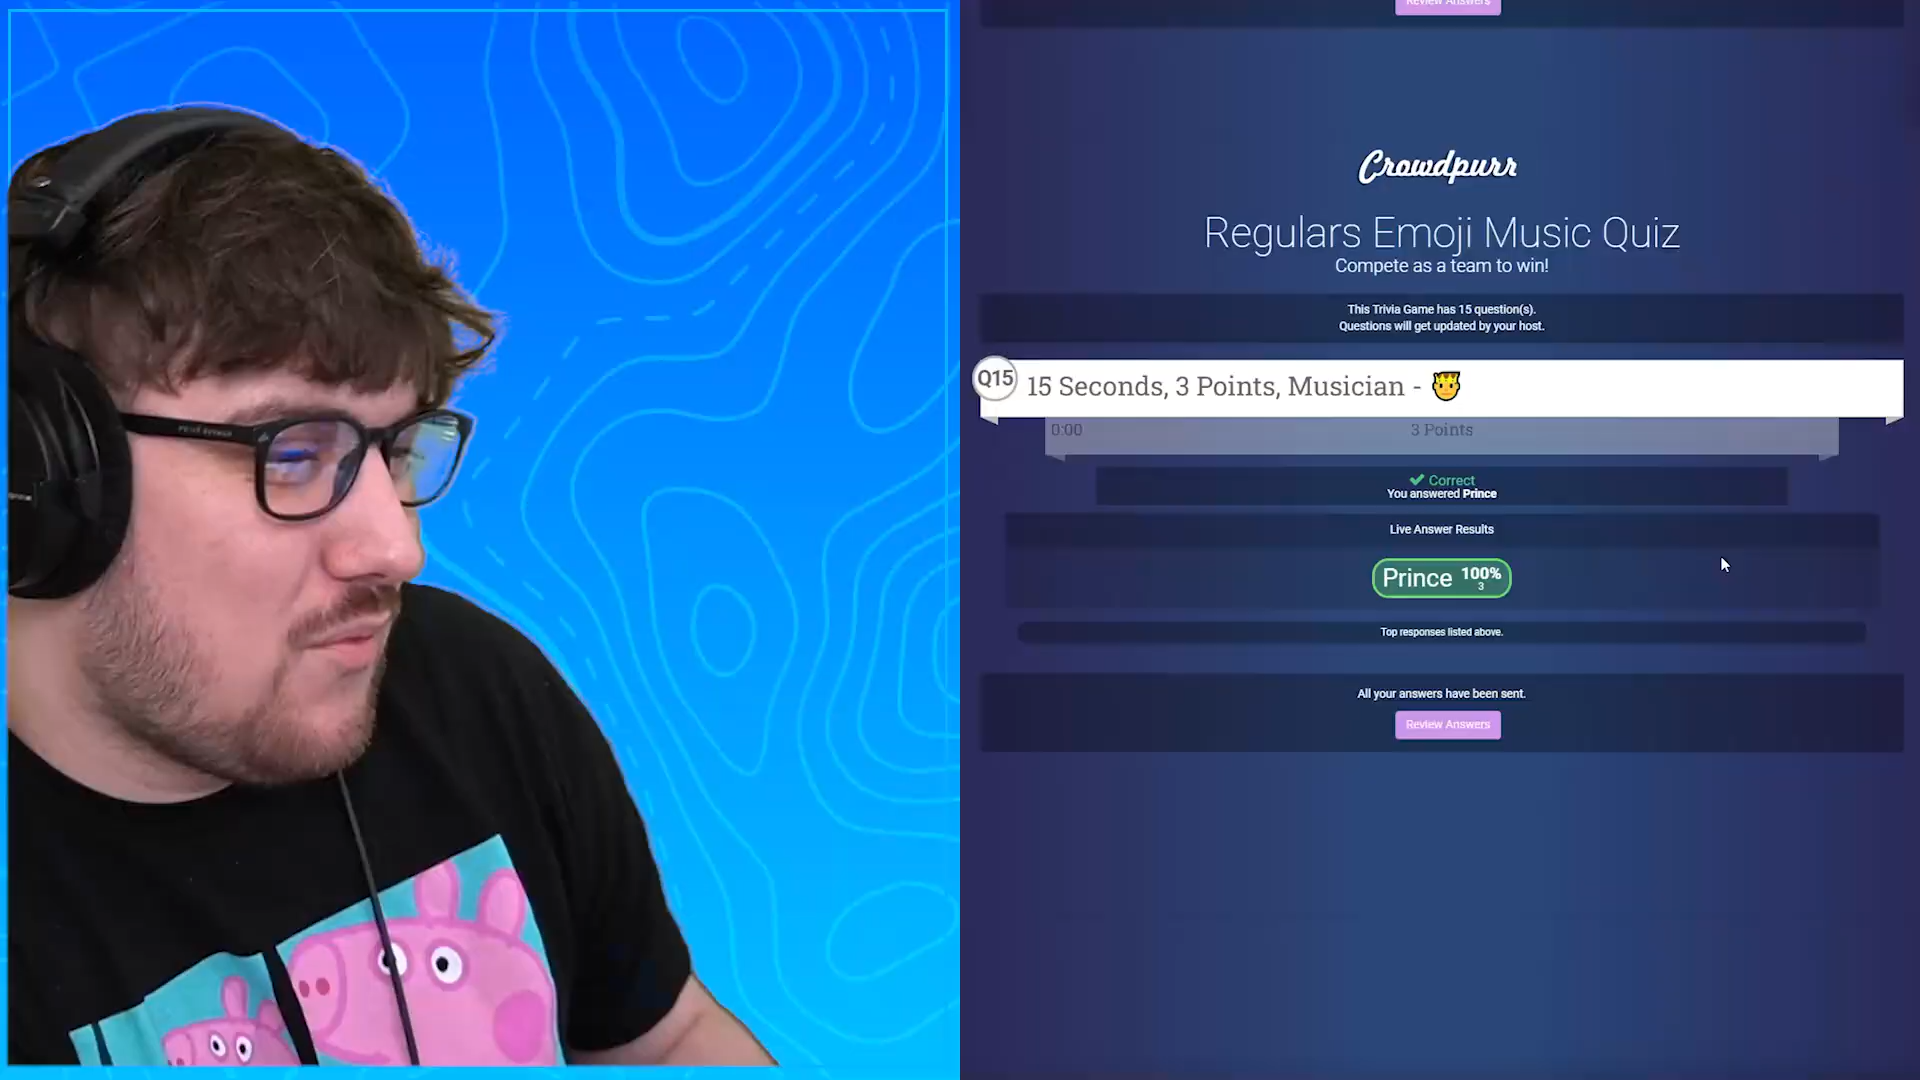 Review Answers
Crowdpurr
Regulars Emoji Music Quiz
Compete as a team to win!
This Trivia Game has 15 question(s).
Questions will get updated by your host.
Q15 15 Seconds, 3 Points, Musician - 🤴
0:00 3 Points
✔ Correct
You answered Prince
Live Answer Results
Prince 100%
3
Top responses listed above.
All your answers have been sent.
Review Answers